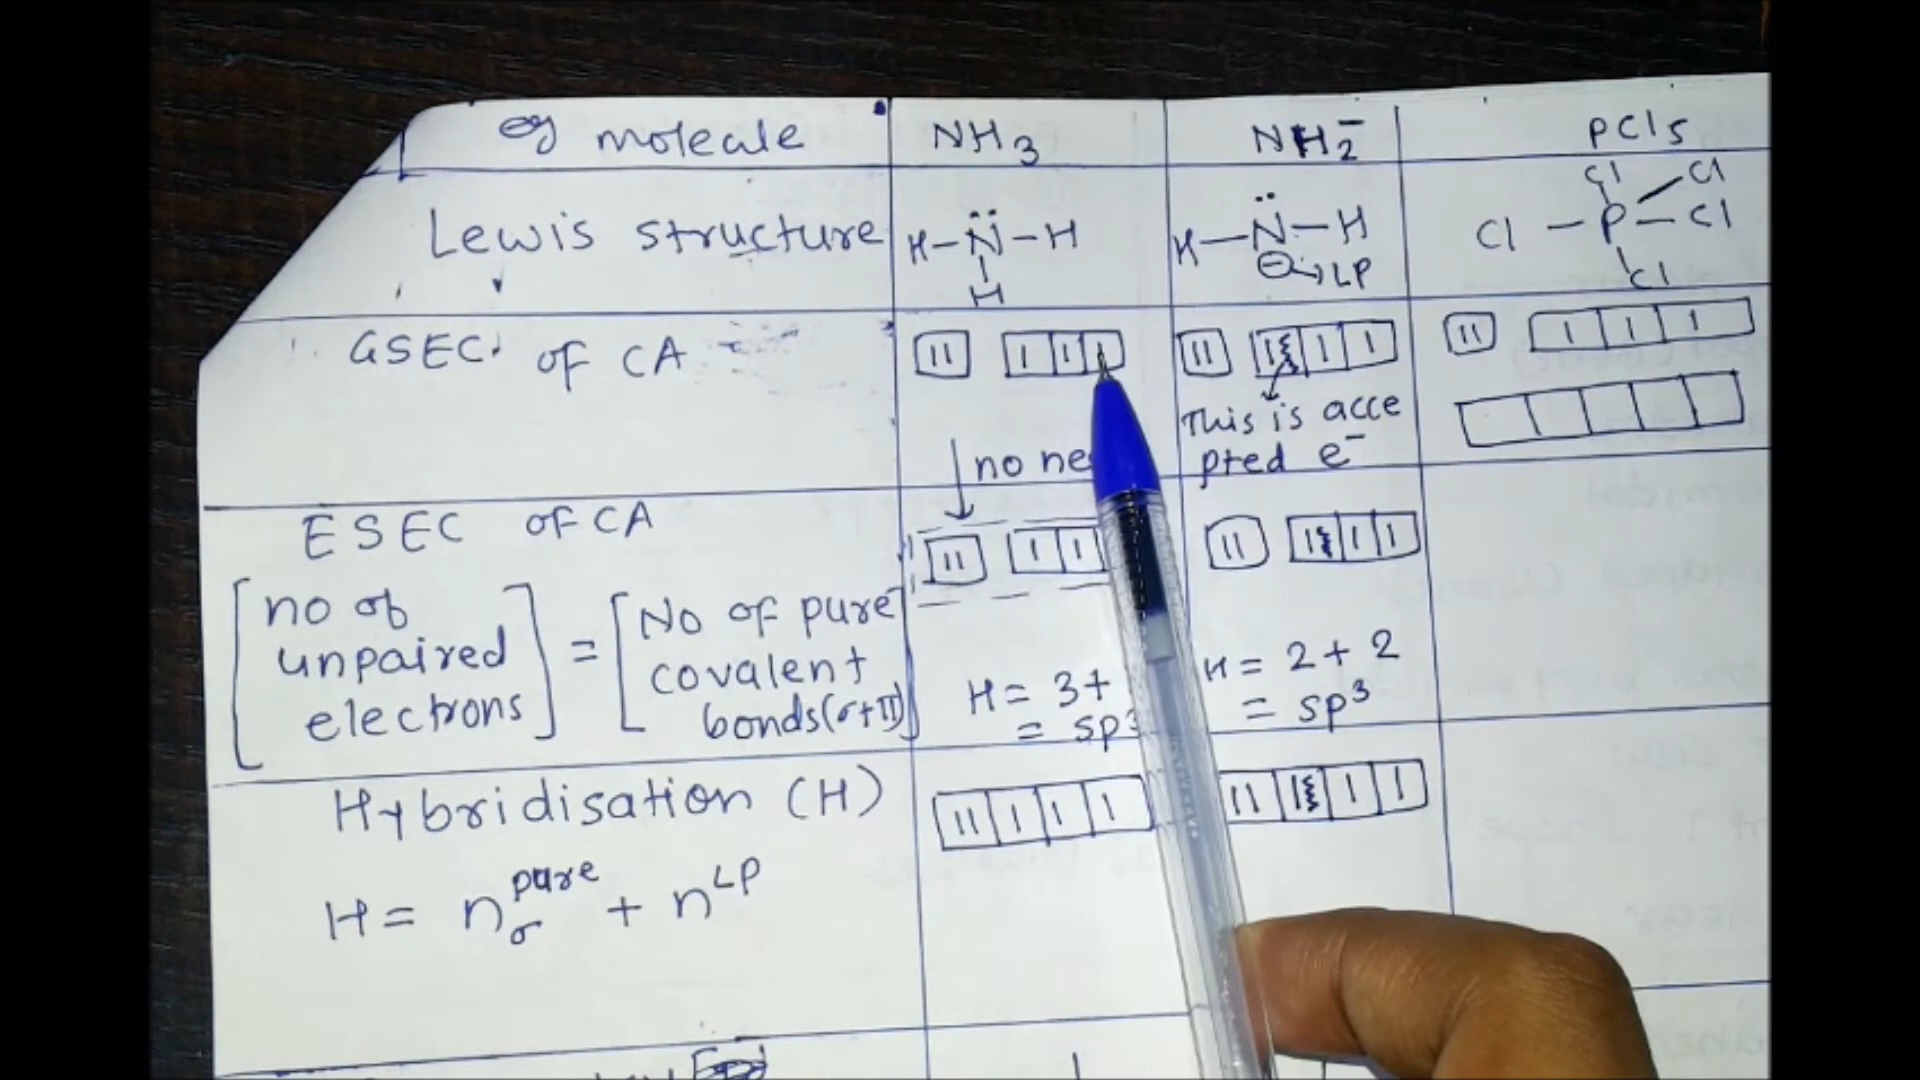 eg molecule NH3 NH2- PCl5
Lewis structure
H-N-H
H
H-N-H
⊖→LP
Cl Cl
Cl-P-Cl
Cl
GSEC of CA
This is acce
pted e-
no ne
ESEC OF CA
[no of unpaired electrons] = [No of pure covalent bonds(σ+π)]
H = 3+
= sp3
H = 2+2
= sp3
Hybridisation (H)
H = nσ^pure + n^LP